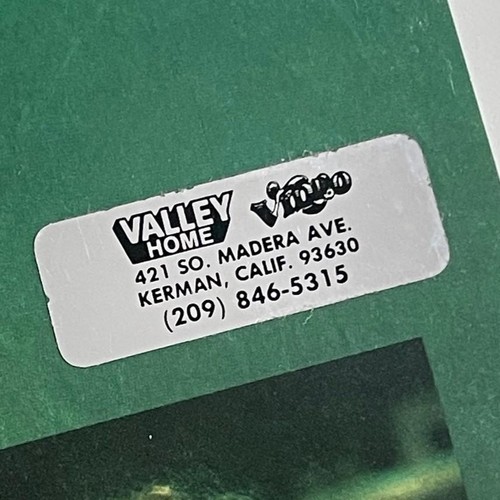 VALLEY HOME Video
421 SO. MADERA AVE.
KERMAN, CALIF. 93630
(209) 846-5315